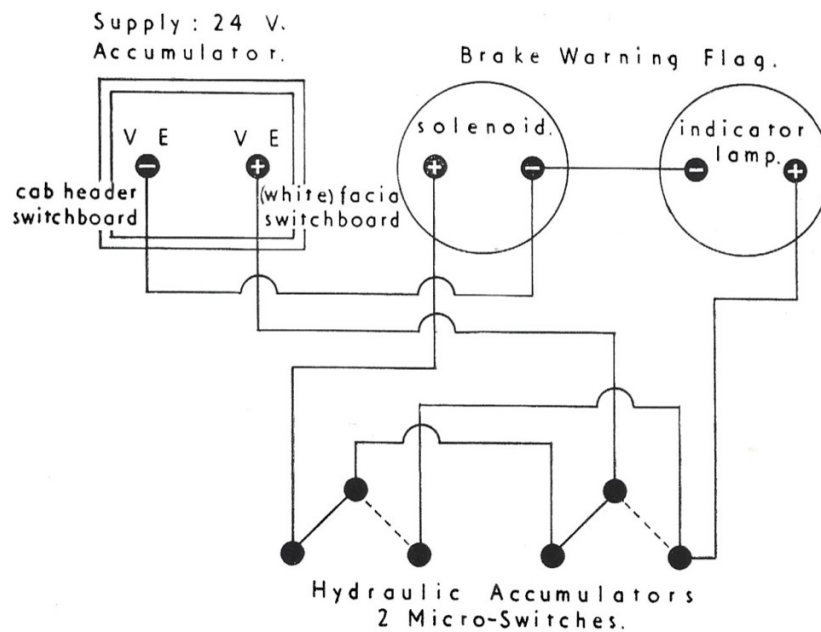 Supply: 24 V.
Accumulator.
Brake Warning Flag.
V E
V E
solenoid.
indicator
lamp.
− + + − − +
cab header
switchboard
(white) facia
switchboard
Hydraulic Accumulators
2 Micro-Switches.